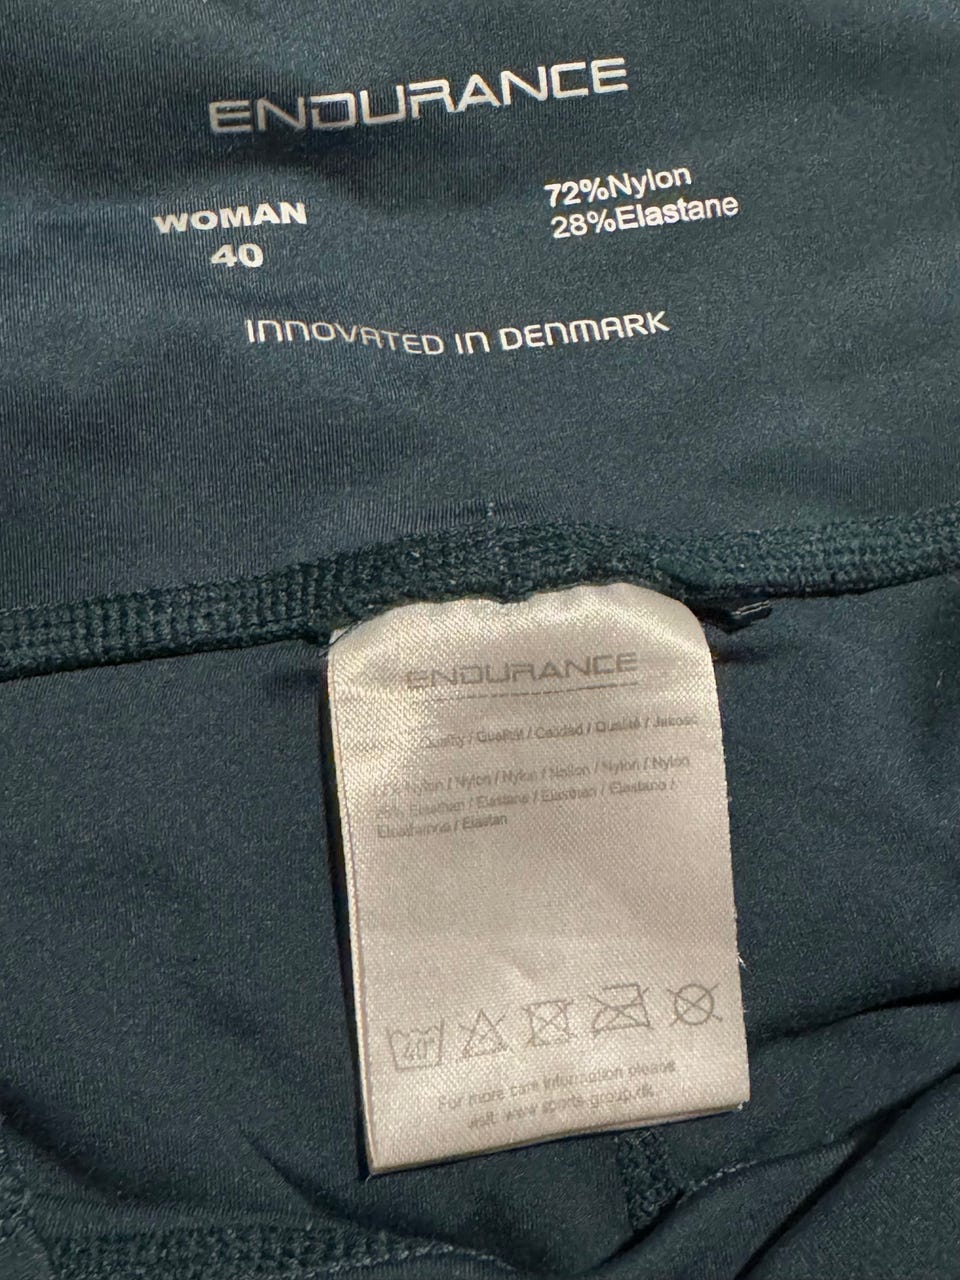 ENDURANCE
WOMAN
40
72%Nylon
28%Elastane
INNOVATED IN DENMARK
ENDURANCE
Quality / Qualität / Calidad / Qualité / Jakość
Nylon / Nylon / Nylon / Nailon / Nylon / Nylon
28% Elasthan / Elastane / Elasthan / Elastano /
Elasthanne / Elastan
40°
For more care information please
visit: www.sports-group.dk